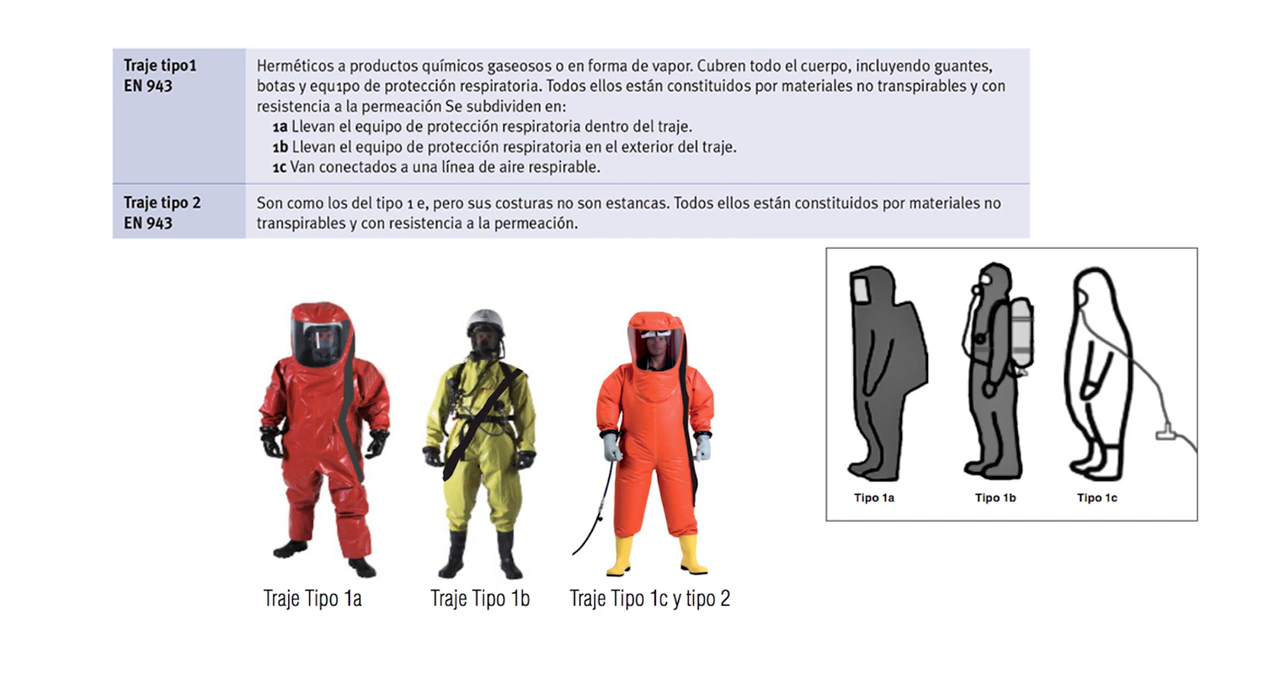 Traje tipo1
EN 943
Herméticos a productos químicos gaseosos o en forma de vapor. Cubren todo el cuerpo, incluyendo guantes,
botas y equ1po de protección respiratoria. Todos ellos están constituidos por materiales no transpirables y con
resistencia a la permeación Se subdividen en:
1a Llevan el equipo de protección respiratoria dentro del traje.
1b Llevan el equipo de protección respiratoria en el exterior del traje.
1c Van conectados a una línea de aire respirable.
Traje tipo 2
EN 943
Son como los del tipo 1 e, pero sus costuras no son estancas. Todos ellos están constituidos por materiales no
transpirables y con resistencia a la permeación.
Traje Tipo 1a
Traje Tipo 1b
Traje Tipo 1c y tipo 2
Tipo 1a
Tipo 1b
Tipo 1c